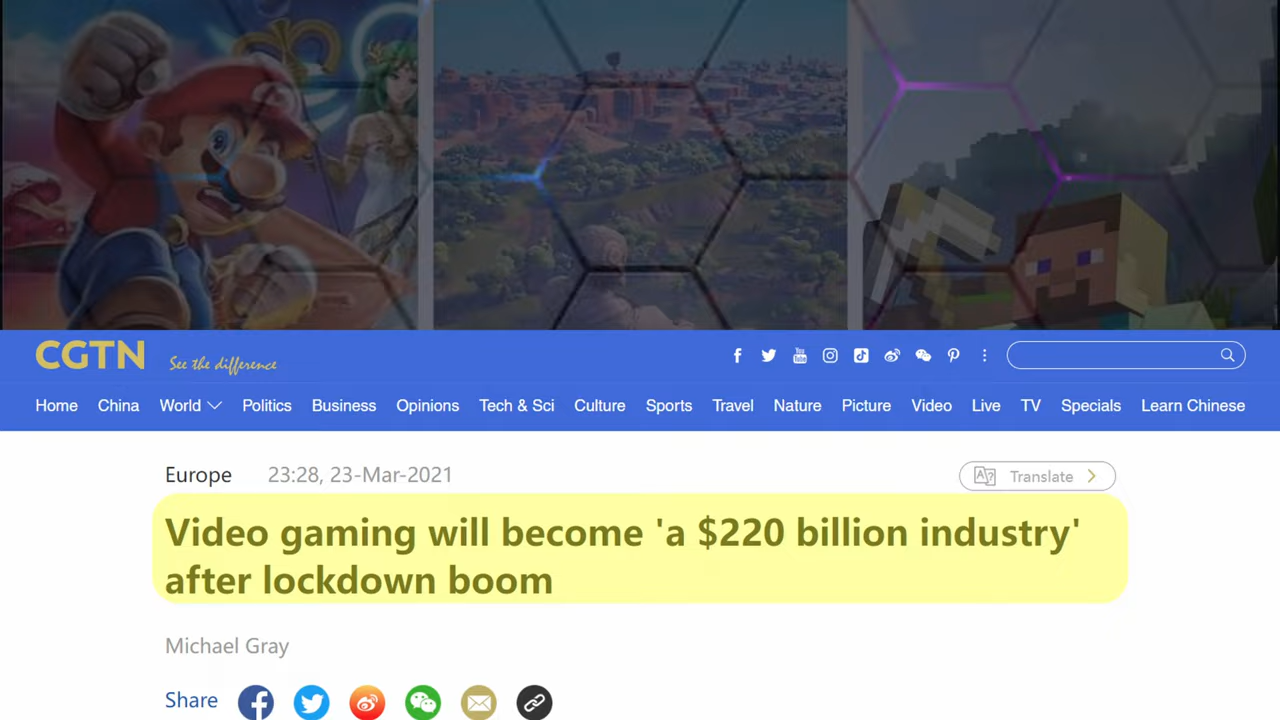 CGTN See the difference
Home China World Politics Business Opinions Tech & Sci Culture Sports Travel Nature Picture Video Live TV Specials Learn Chinese
Europe 23:28, 23-Mar-2021 Translate
Video gaming will become 'a $220 billion industry'
after lockdown boom
Michael Gray
Share